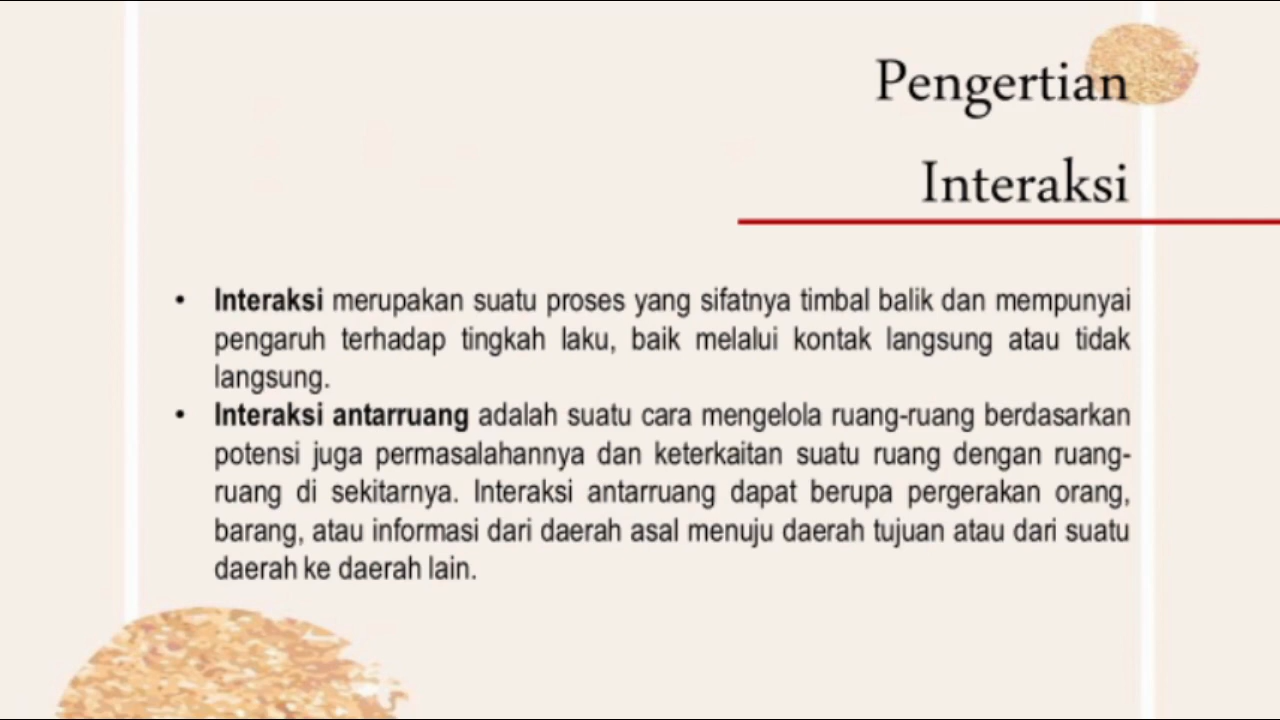 Pengertian
Interaksi
• Interaksi merupakan suatu proses yang sifatnya timbal balik dan mempunyai
pengaruh terhadap tingkah laku, baik melalui kontak langsung atau tidak
langsung.
• Interaksi antarruang adalah suatu cara mengelola ruang-ruang berdasarkan
potensi juga permasalahannya dan keterkaitan suatu ruang dengan ruang-
ruang di sekitarnya. Interaksi antarruang dapat berupa pergerakan orang,
barang, atau informasi dari daerah asal menuju daerah tujuan atau dari suatu
daerah ke daerah lain.